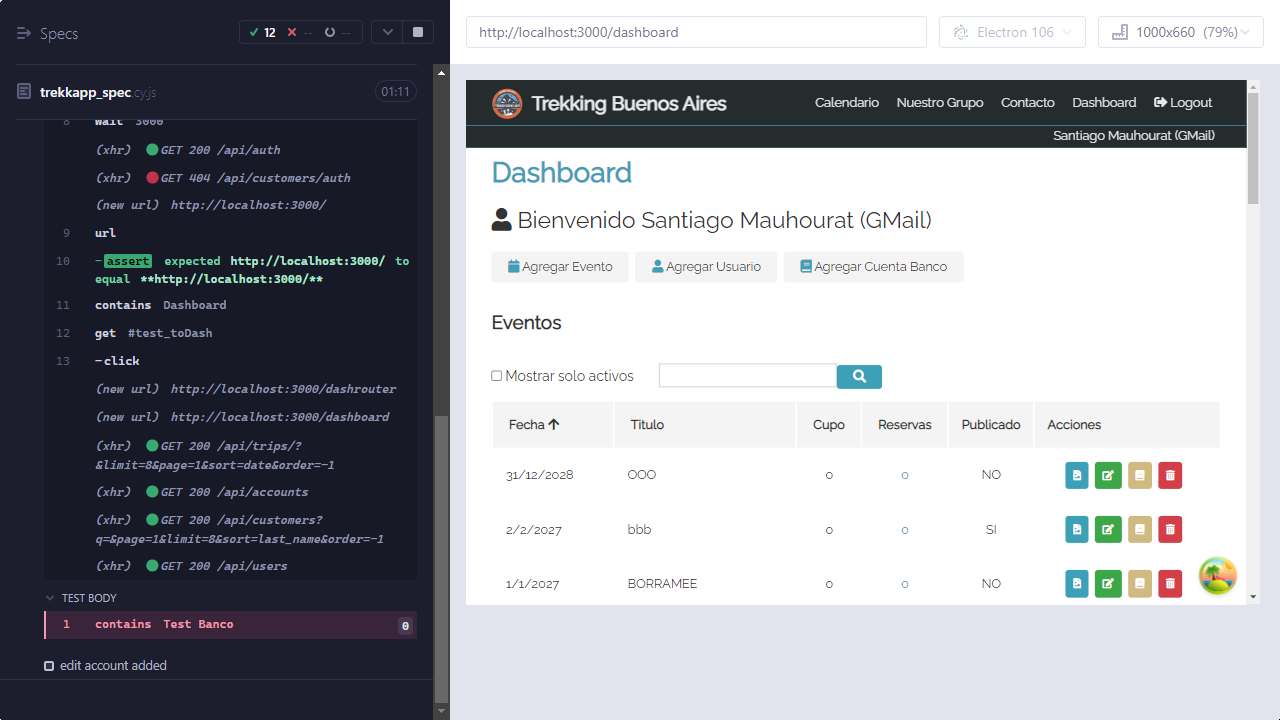 Specs
12
--
--
trekkapp_spec.cy.js
01:11
8 wait 3000
(xhr) GET 200 /api/auth
(xhr) GET 404 /api/customers/auth
(new url) http://localhost:3000/
9 url
10 -assert expected http://localhost:3000/ to
equal **http://localhost:3000/**
11 contains Dashboard
12 get #test_toDash
13 -click
(new url) http://localhost:3000/dashrouter
(new url) http://localhost:3000/dashboard
(xhr) GET 200 /api/trips/?
&limit=8&page=1&sort=date&order=-1
(xhr) GET 200 /api/accounts
(xhr) GET 200 /api/customers?
q=&page=1&limit=8&sort=last_name&order=-1
(xhr) GET 200 /api/users
TEST BODY
1 contains Test Banco 0
edit account added
http://localhost:3000/dashboard
Electron 106
1000x660 (79%)
Trekking Buenos Aires
Calendario Nuestro Grupo Contacto Dashboard Logout
Santiago Mauhourat (GMail)
Dashboard
Bienvenido Santiago Mauhourat (GMail)
Agregar Evento Agregar Usuario Agregar Cuenta Banco
Eventos
Mostrar solo activos
Fecha Titulo Cupo Reservas Publicado Acciones
31/12/2028 OOO 0 0 NO
2/2/2027 bbb 0 0 SI
1/1/2027 BORRAMEE 0 0 NO